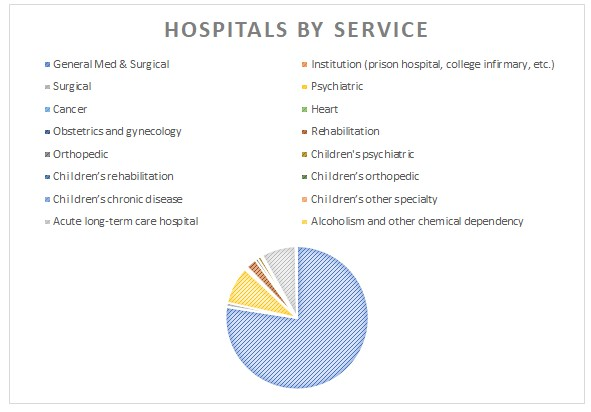 HOSPITALS BY SERVICE
General Med & Surgical
Institution (prison hospital, college infirmary, etc.)
Surgical
Psychiatric
Cancer
Heart
Obstetrics and gynecology
Rehabilitation
Orthopedic
Children's psychiatric
Children's rehabilitation
Children's orthopedic
Children's chronic disease
Children's other specialty
Acute long-term care hospital
Alcoholism and other chemical dependency